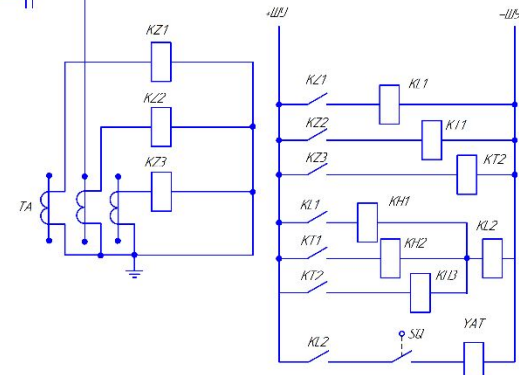 +ШУ
-ШУ
KZ1
KZ2
KZ3
TA
KZ1
KL1
KZ2
KT1
KZ3
KT2
KL1
KH1
KT1
KH2
KL2
KT2
KH3
KL2
SQ
YAT